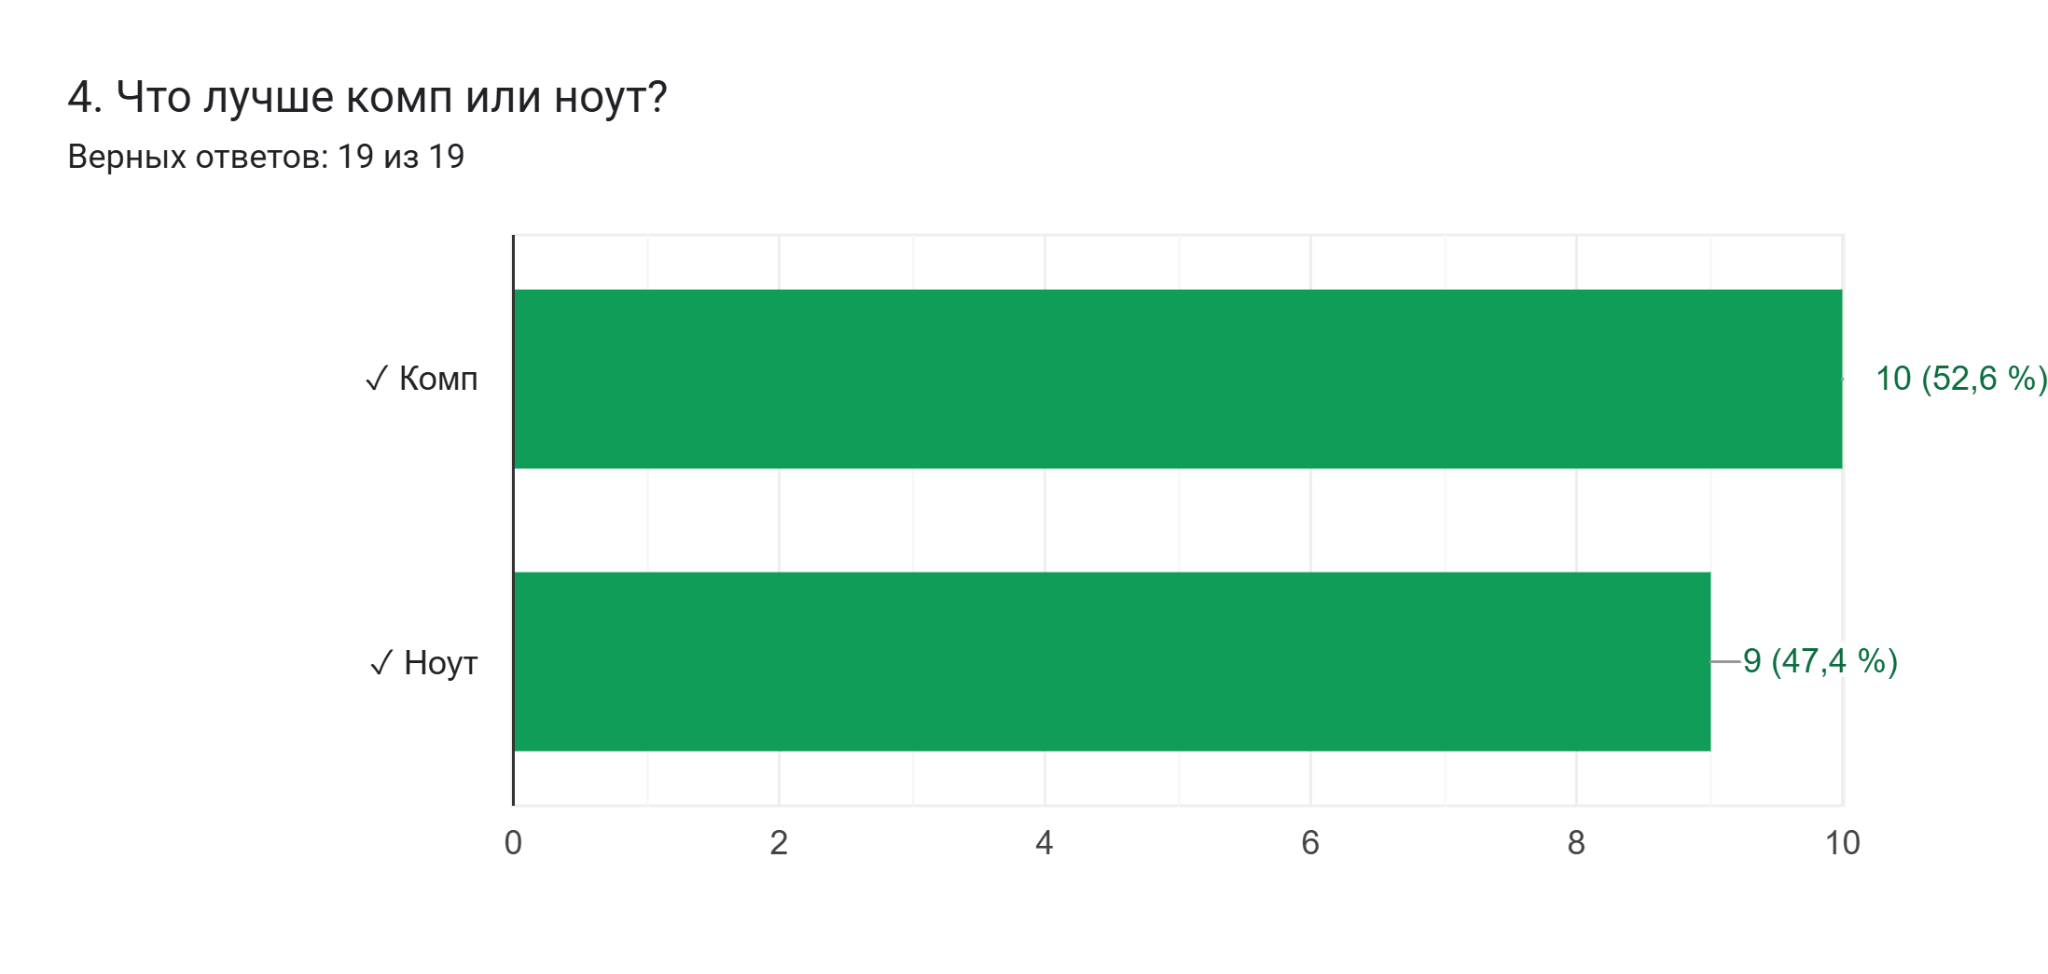 4. Что лучше комп или ноут?
Верных ответов: 19 из 19
✓ Комп
10 (52,6 %)
✓ Ноут
9 (47,4 %)
0 2 4 6 8 10